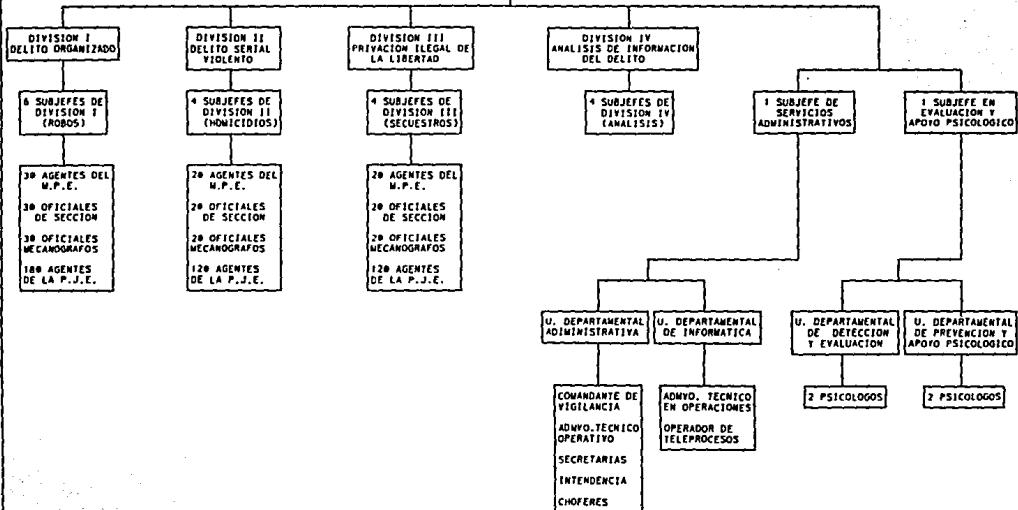 DIVISION I
DELITO ORGANIZADO
DIVISION II
DELITO SERIAL
VIOLENTO
DIVISION III
PRIVACION ILEGAL DE
LA LIBERTAD
DIVISION IV
ANALISIS DE INFORMACION
DEL DELITO
6 SUBJEFES DE
DIVISION I
(ROBOS)
4 SUBJEFES DE
DIVISION II
(HOMICIDIOS)
4 SUBJEFES DE
DIVISION III
(SECUESTROS)
4 SUBJEFES DE
DIVISION IV
(ANALISIS)
1 SUBJEFE DE
SERVICIOS
ADMINISTRATIVOS
1 SUBJEFE EN
EVALUACION Y
APOYO PSICOLOGICO
30 AGENTES DEL
M.P.E.
30 OFICIALES
DE SECCION
30 OFICIALES
MECANOGRAFOS
180 AGENTES
DE LA P.J.E.
20 AGENTES DEL
M.P.E.
20 OFICIALES
DE SECCION
20 OFICIALES
MECANOGRAFOS
120 AGENTES
DE LA P.J.E.
20 AGENTES DEL
M.P.E.
20 OFICIALES
DE SECCION
20 OFICIALES
MECANOGRAFOS
120 AGENTES
DE LA P.J.E.
U. DEPARTAMENTAL
ADIMINISTRATIVA
U. DEPARTAMENTAL
DE INFORMATICA
U. DEPARTAMENTAL
DE DETECCION
Y EVALUACION
U. DEPARTAMENTAL
DE PREVENCION Y
APOYO PSICOLOGICO
COMANDANTE DE
VIGILANCIA
ADMVO.TECNICO
OPERATIVO
SECRETARIAS
INTENDENCIA
CHOFERES
ADMVO. TECNICO
EN OPERACIONES
OPERADOR DE
TELEPROCESOS
2 PSICOLOGOS
2 PSICOLOGOS